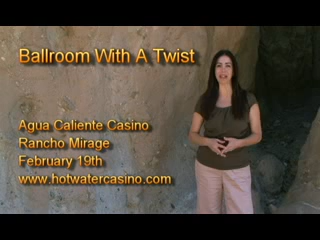 Ballroom With A Twist
Agua Caliente Casino
Rancho Mirage
February 19th
www.hotwatercasino.com